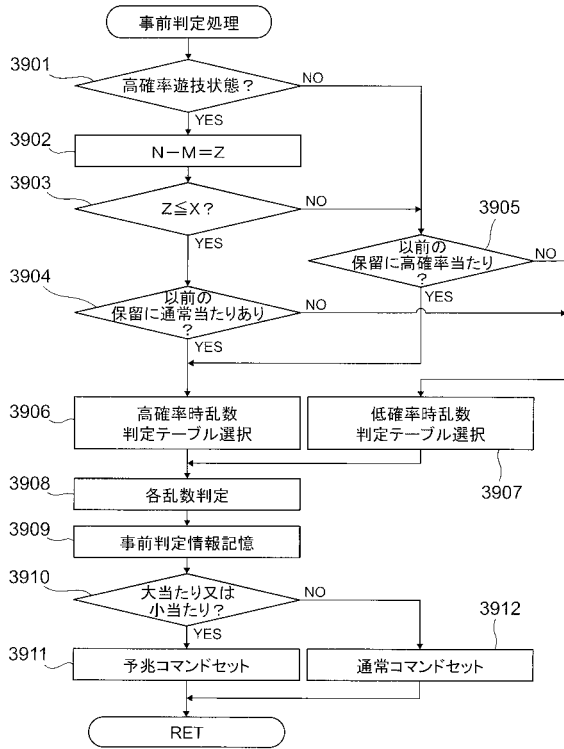 事前判定処理
3901
高確率遊技状態？
NO
YES
3902
N－M＝Z
3903
Z≦X？
NO
YES
3905
以前の
保留に高確率当たり
？
NO
YES
3904
以前の
保留に通常当たりあり
？
NO
YES
3906
高確率時乱数
判定テーブル選択
低確率時乱数
判定テーブル選択
3907
3908
各乱数判定
3909
事前判定情報記憶
3910
大当たり又は
小当たり？
NO
YES
3912
3911
予兆コマンドセット
通常コマンドセット
RET